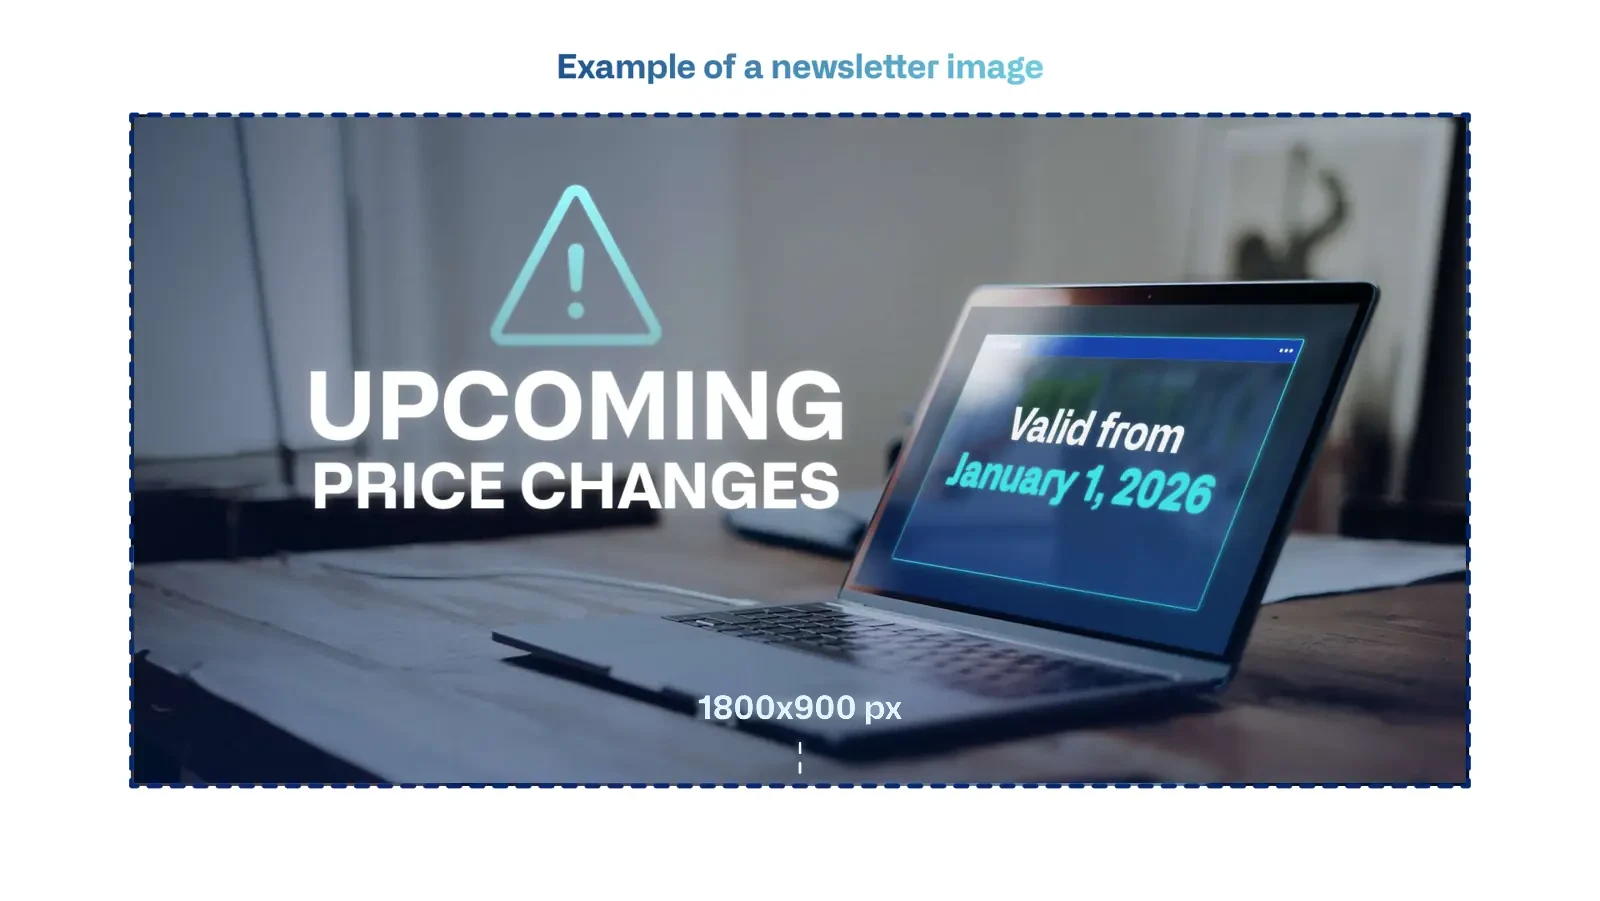 Example of a newsletter image
UPCOMING
PRICE CHANGES
Valid from
January 1, 2026
1800x900 px